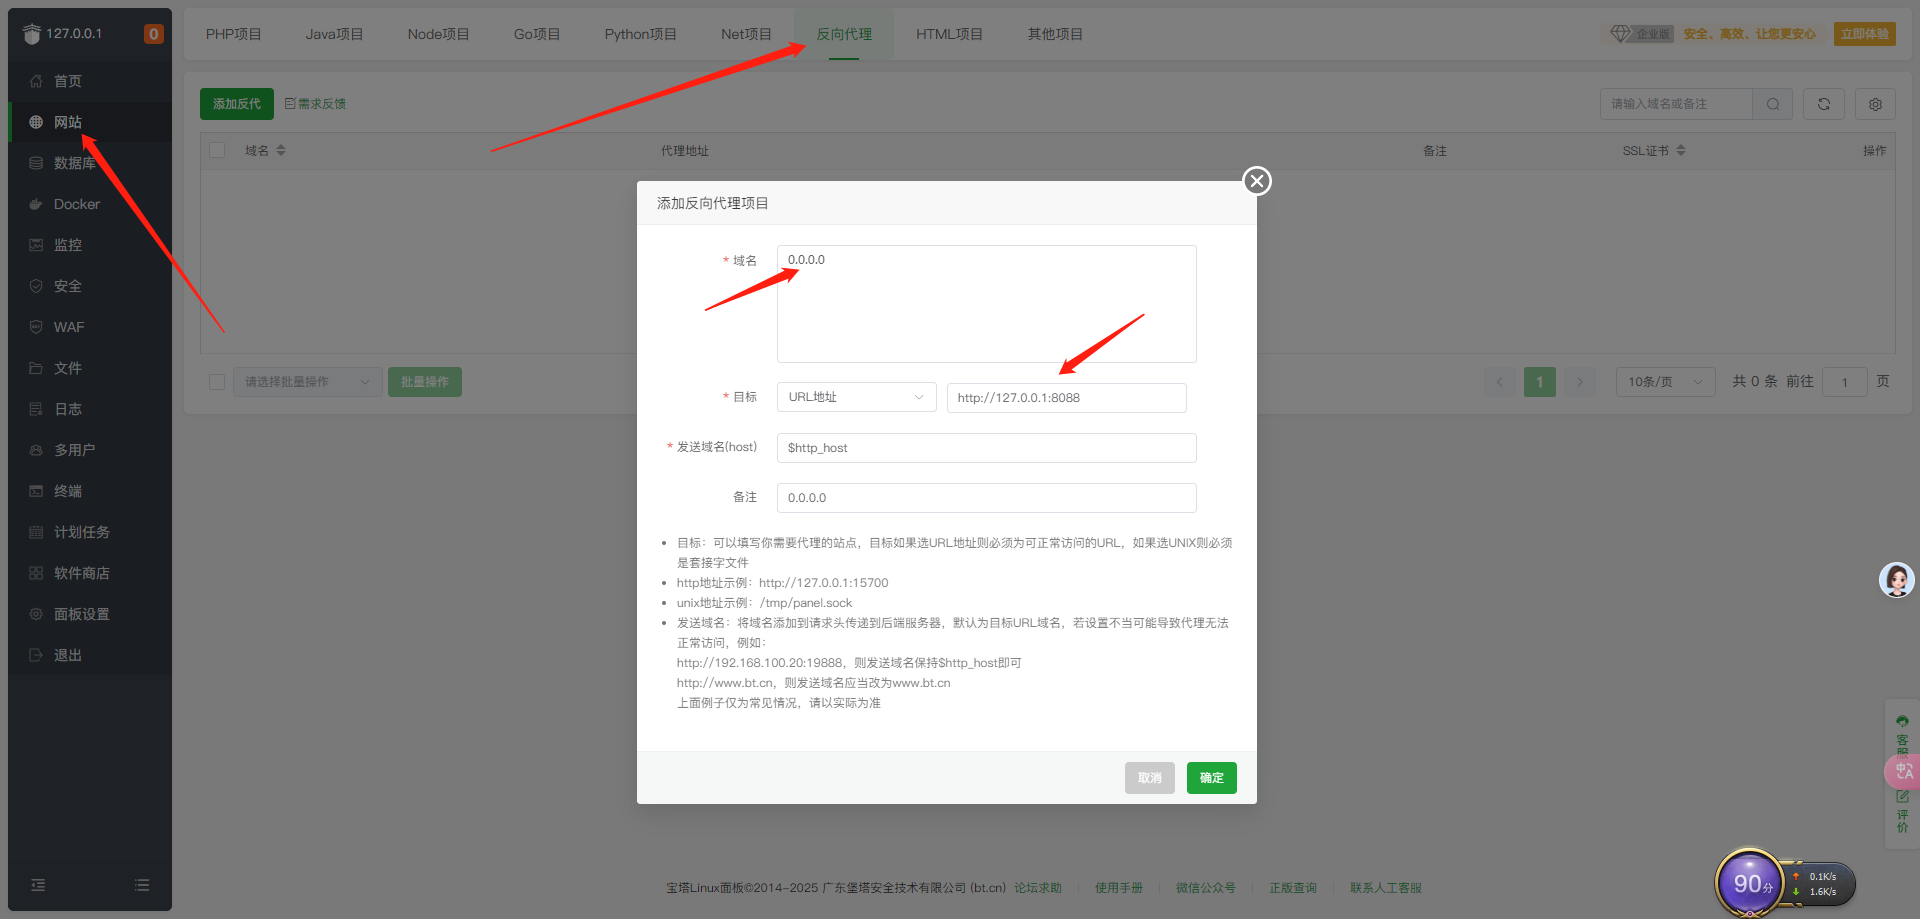 127.0.0.1
0
首页
网站
数据库
Docker
监控
安全
WAF
文件
日志
多用户
终端
计划任务
软件商店
面板设置
退出
PHP项目
Java项目
Node项目
Go项目
Python项目
Net项目
反向代理
HTML项目
其他项目
企业版
安全、高效、让您更安心
立即体验
添加反代
需求反馈
请输入域名或备注
域名
代理地址
备注
SSL证书
操作
请选择批量操作
批量操作
1
10条/页
共 0 条
前往
1
页
添加反向代理项目
* 域名
0.0.0.0
* 目标
URL地址
http://127.0.0.1:8088
* 发送域名(host)
$http_host
备注
0.0.0.0
目标：可以填写你需要代理的站点，目标如果选URL地址则必须为可正常访问的URL，如果选UNIX则必须
是套接字文件
http地址示例：http://127.0.0.1:15700
unix地址示例：/tmp/panel.sock
发送域名：将域名添加到请求头传递到后端服务器，默认为目标URL域名，若设置不当可能导致代理无法
正常访问，例如：
http://192.168.100.20:19888，则发送域名保持$http_host即可
http://www.bt.cn，则发送域名应当改为www.bt.cn
上面例子仅为常见情况，请以实际为准
取消
确定
客服
评价
宝塔Linux面板©2014-2025 广东堡塔安全技术有限公司 (bt.cn)
论坛求助
使用手册
微信公众号
正版查询
联系人工客服
90分
0.1K/s
1.6K/s